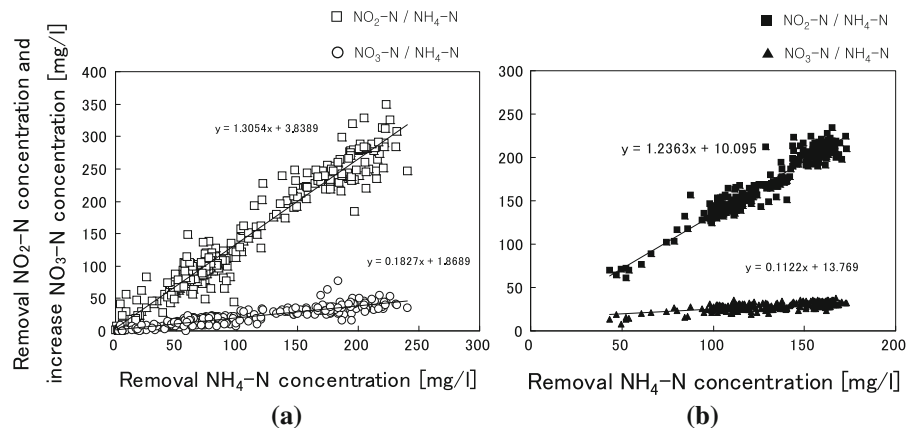 NO2-N / NH4-N
NO3-N / NH4-N
Removal NO2-N concentration and
increase NO3-N concentration [mg/l]
400
350
300
250
200
150
100
50
0
y = 1.3054x + 3.8389
y = 0.1827x + 1.8689
0 50 100 150 200 250 300
Removal NH4-N concentration [mg/l]
(a)
NO2-N / NH4-N
NO3-N / NH4-N
300
250
200
150
100
50
0
y = 1.2363x + 10.095
y = 0.1122x + 13.769
0 50 100 150 200
Removal NH4-N concentration [mg/l]
(b)